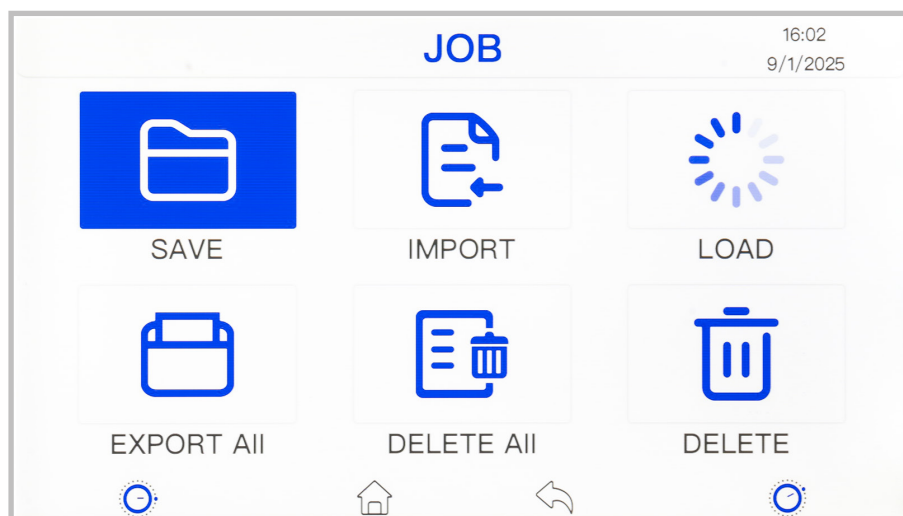 JOB
16:02
9/1/2025
SAVE
IMPORT
LOAD
EXPORT All
DELETE All
DELETE